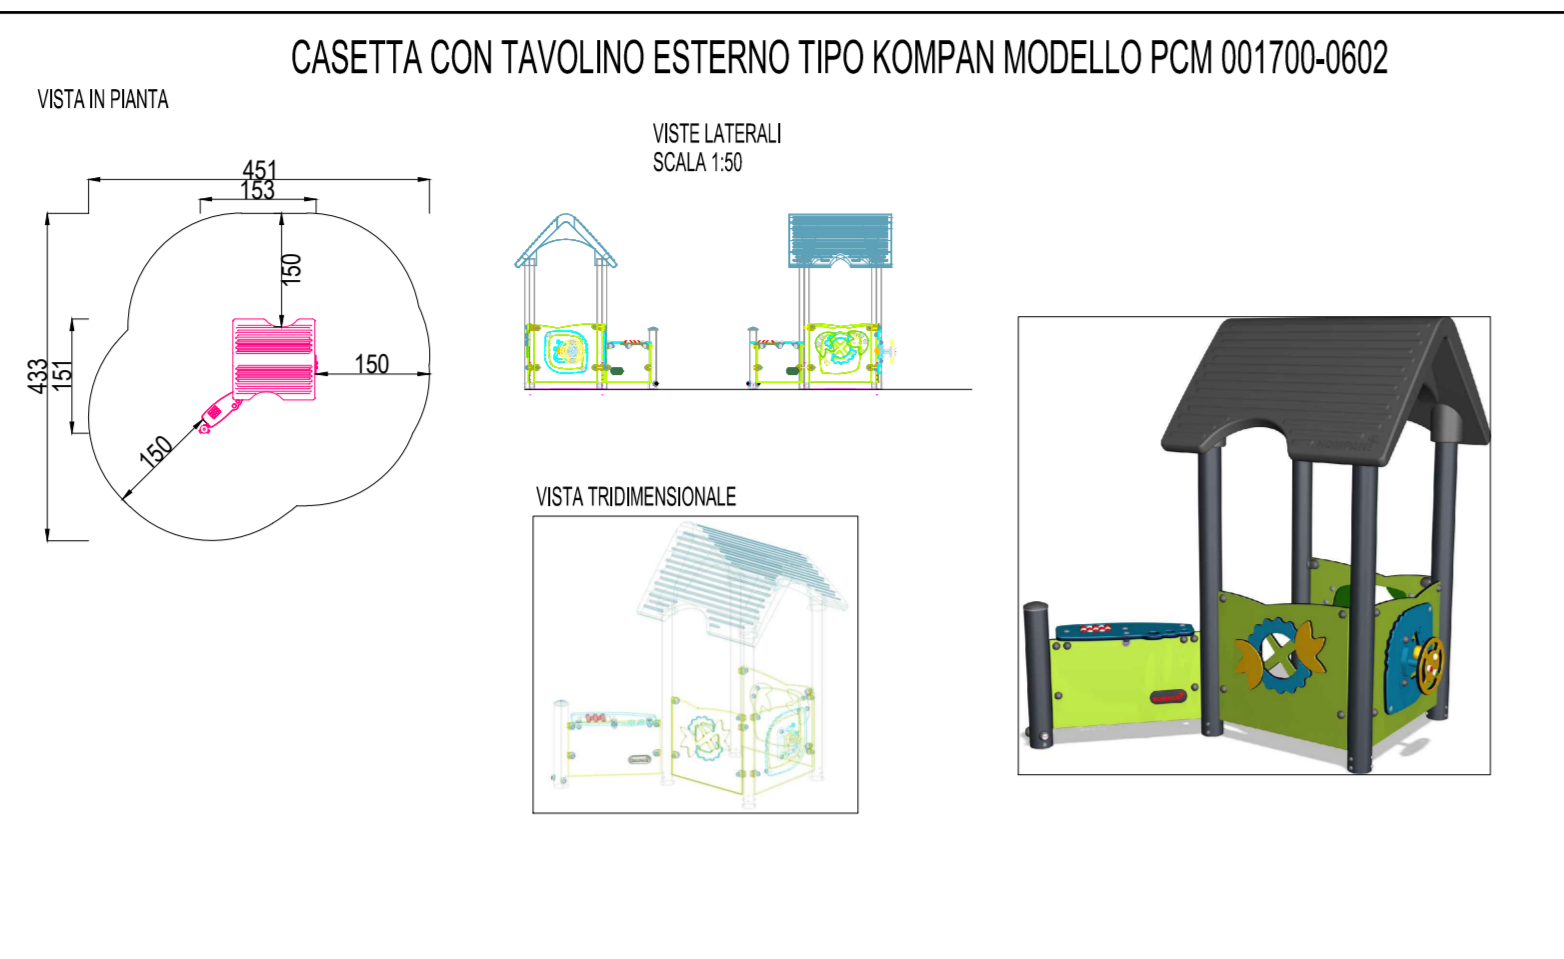 CASETTA CON TAVOLINO ESTERNO TIPO KOMPAN MODELLO PCM 001700-0602
VISTA IN PIANTA
VISTE LATERALI
SCALA 1:50
451
153
150
433
151
150
150
VISTA TRIDIMENSIONALE
KOMPAN